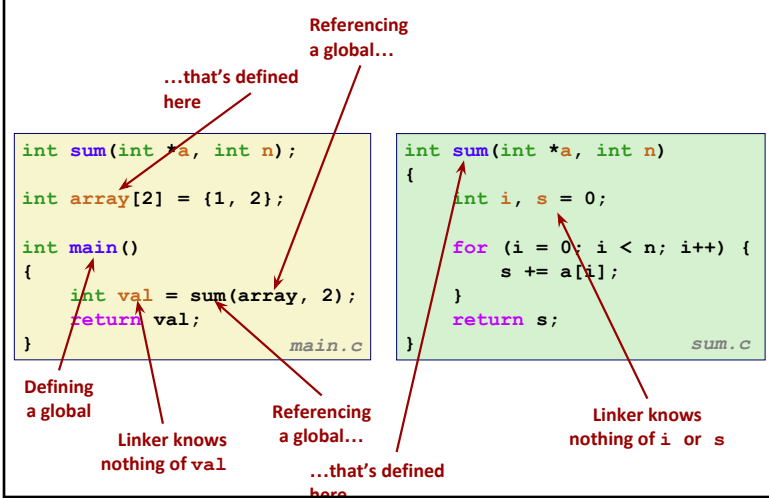 Referencing
a global…
…that's defined
here
int sum(int *a, int n);
int array[2] = {1, 2};
int main()
{
    int val = sum(array, 2);
    return val;
}
main.c
int sum(int *a, int n)
{
    int i, s = 0;
    for (i = 0; i < n; i++) {
        s += a[i];
    }
    return s;
}
sum.c
Defining
a global
Linker knows
nothing of val
Referencing
a global…
…that's defined
here
Linker knows
nothing of i or s